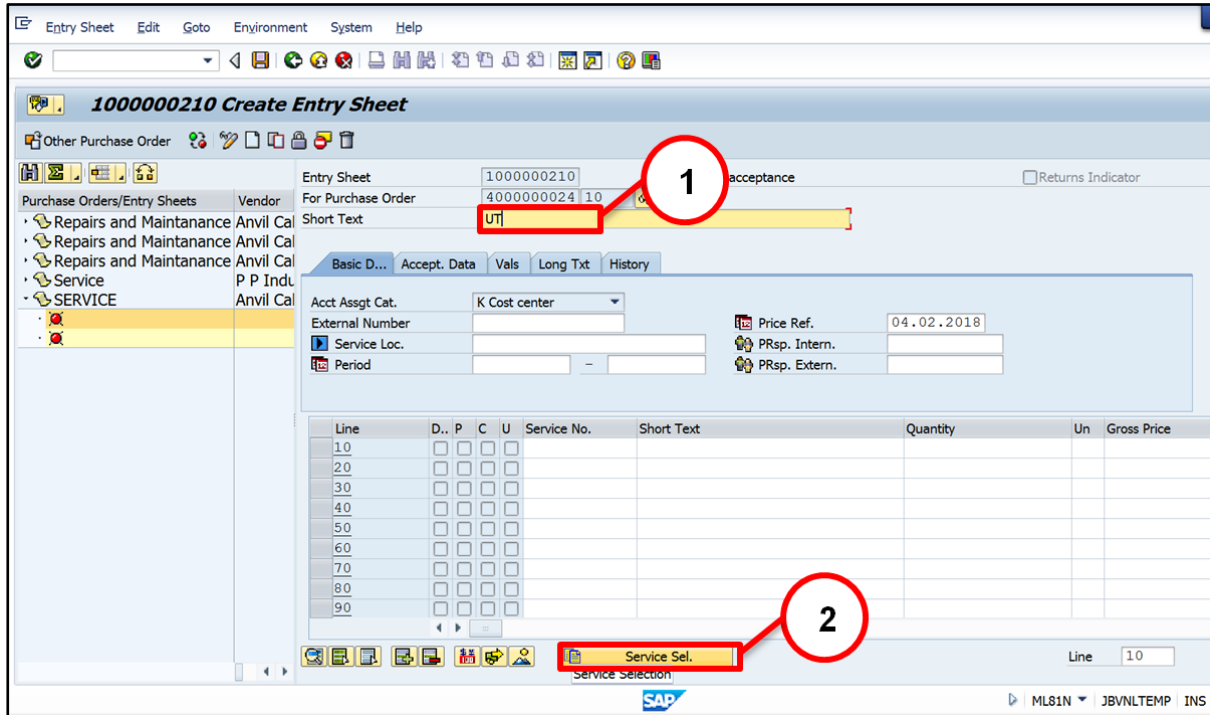 Entry Sheet Edit Goto Environment System Help
1000000210 Create Entry Sheet
Other Purchase Order
Entry Sheet 1000000210 acceptance Returns Indicator
Purchase Orders/Entry Sheets Vendor For Purchase Order 4000000024 10
Repairs and Maintanance Anvil Cal Short Text UT
1
Repairs and Maintanance Anvil Cal
Repairs and Maintanance Anvil Cal Basic D... Accept. Data Vals Long Txt History
Service P P Indu
SERVICE Anvil Cal Acct Assgt Cat. K Cost center
External Number Price Ref. 04.02.2018
Service Loc. PRsp. Intern.
Period – PRsp. Extern.
Line D.. P C U Service No. Short Text Quantity Un Gross Price
10
20
30
40
50
60
70
80
90
2
Service Sel. Line 10
Service Selection
SAP ML81N JBVNLTEMP INS